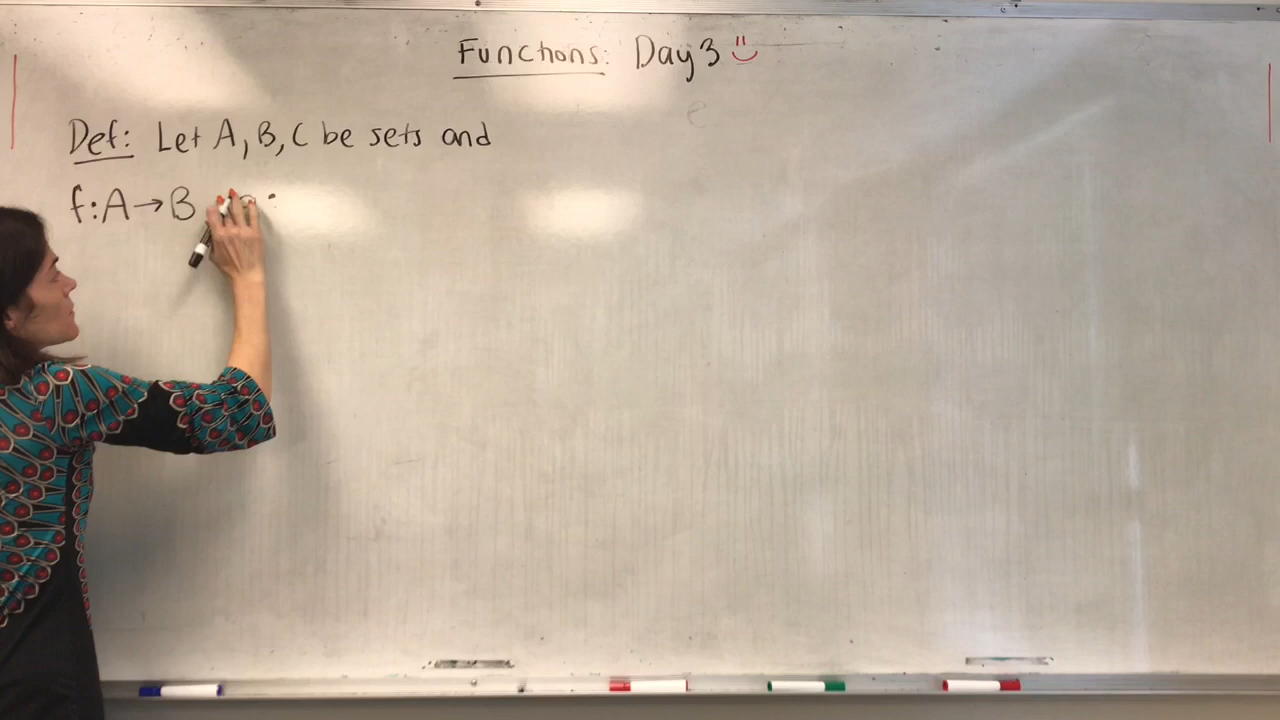 Functions: Day 3
Def: Let A, B, C be sets and
f: A → B